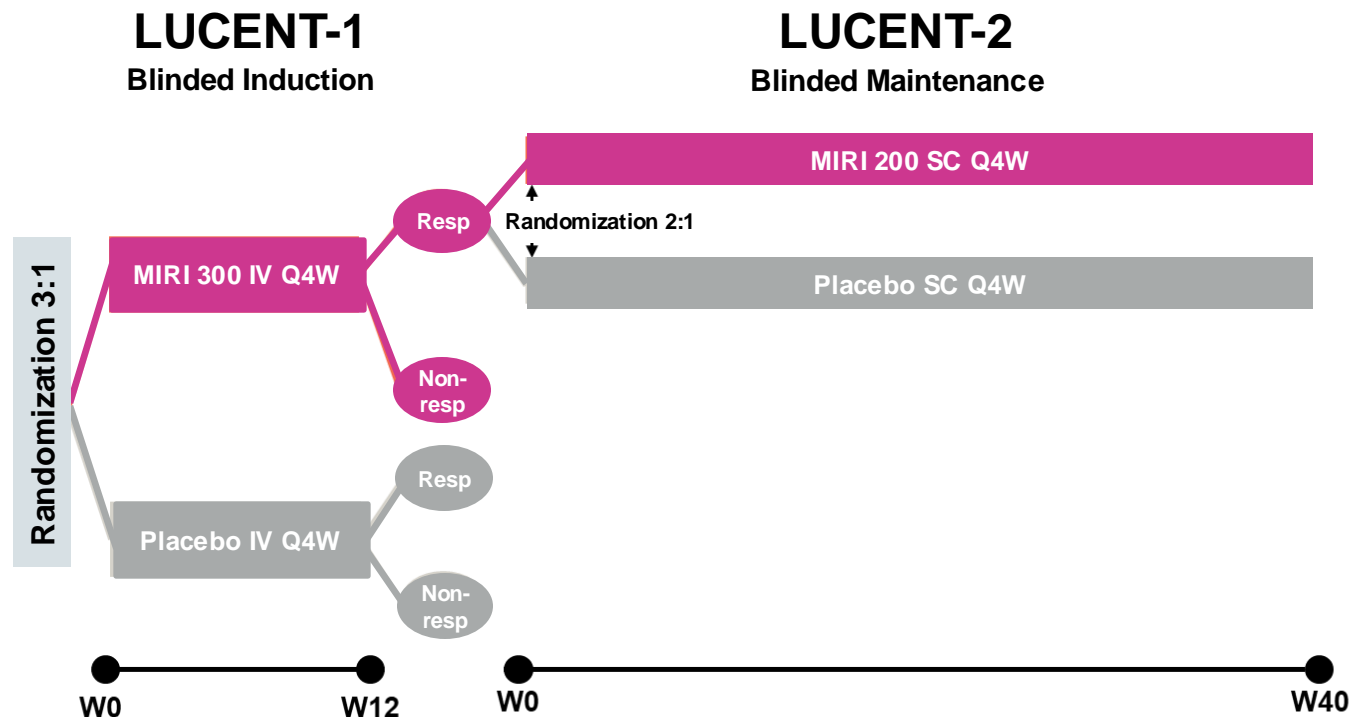 LUCENT-1
Blinded Induction
LUCENT-2
Blinded Maintenance
Randomization 3:1
MIRI 300 IV Q4W
Placebo IV Q4W
Resp
Non-
resp
Resp
Non-
resp
MIRI 200 SC Q4W
Randomization 2:1
Placebo SC Q4W
W0
W12
W0
W40